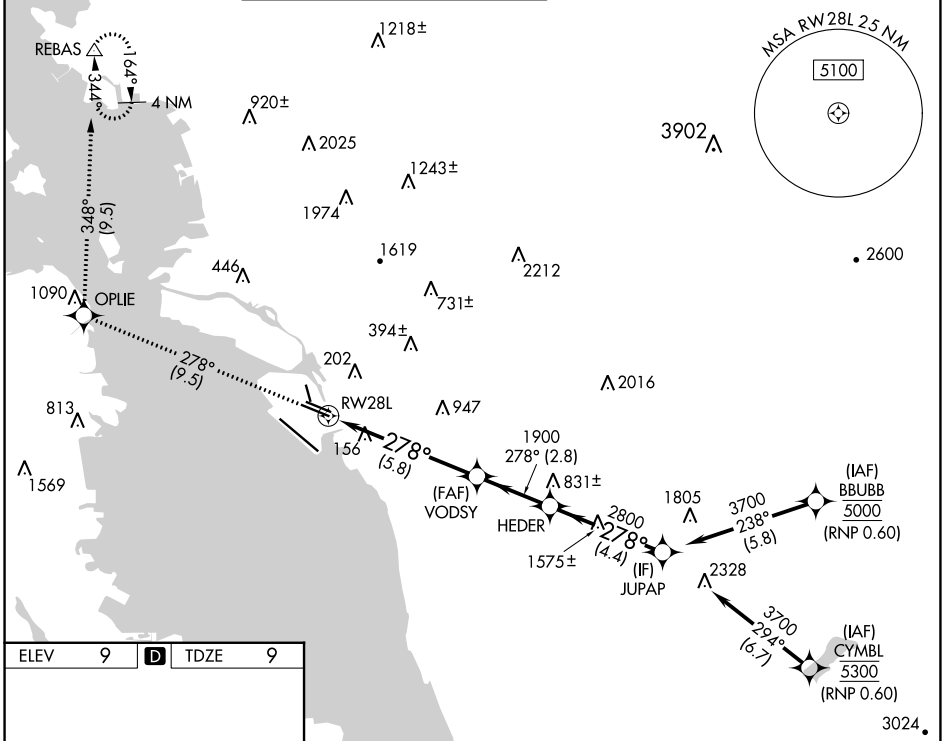 1218±
MSA RW28L 25 NM
REBAS
164°
344°
5100
4 NM
920±
2025
3902
1243±
1974
348°
(9.5)
1619
2212
2600
446
1090
OPLIE
731±
394±
278°
(9.5)
202
2016
RW28L
947
813
156
278°
(5.8)
1900
278° (2.8)
1569
(FAF)
VODSY
831±
HEDER
1805
3700
238°
(5.8)
(IAF)
BBUBB
5000
(RNP 0.60)
2800
278°
(4.4)
1575±
(IF)
JUPAP
2328
3700
294°
(6.7)
(IAF)
CYMBL
5300
(RNP 0.60)
ELEV 9 D TDZE 9
3024